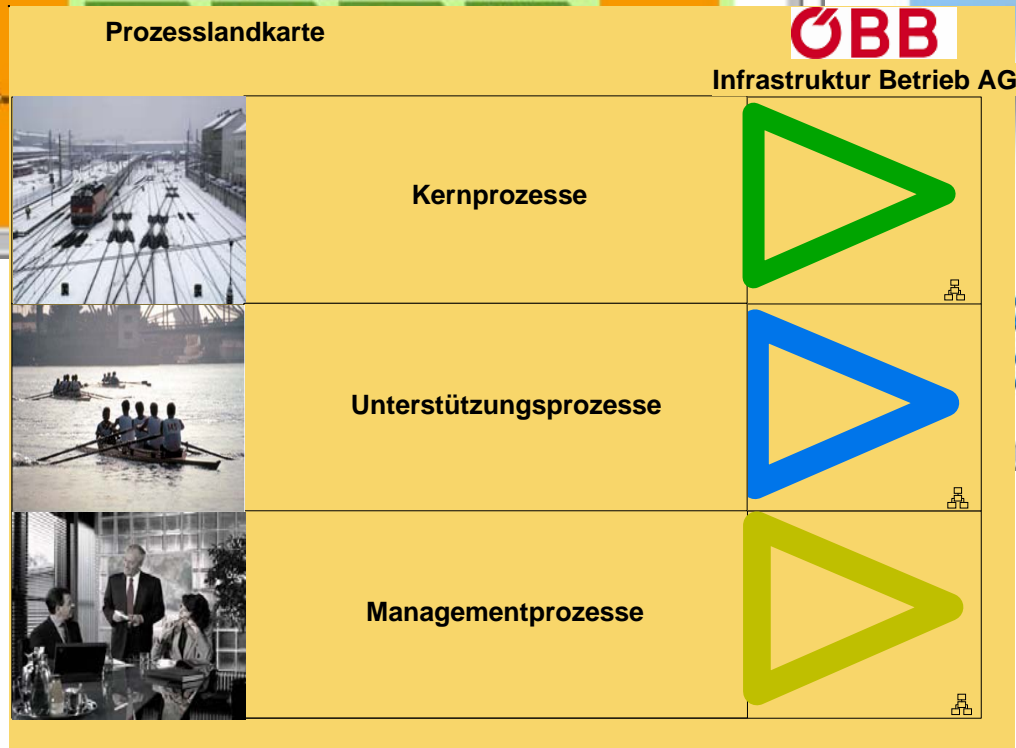 Prozesslandkarte
ÖBB
Infrastruktur Betrieb AG
Kernprozesse
Unterstützungsprozesse
Managementprozesse